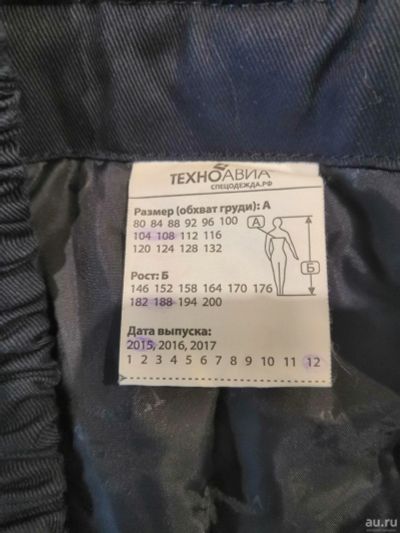 ТЕХНОАВИА
СПЕЦОДЕЖДА.РФ
Размер (обхват груди): А
80 84 88 92 96 100
104 108 112 116
120 124 128 132
А
Рост: Б
146 152 158 164 170 176
182 188 194 200
Б
Дата выпуска:
2015, 2016, 2017
1 2 3 4 5 6 7 8 9 10 11 12
au.ru